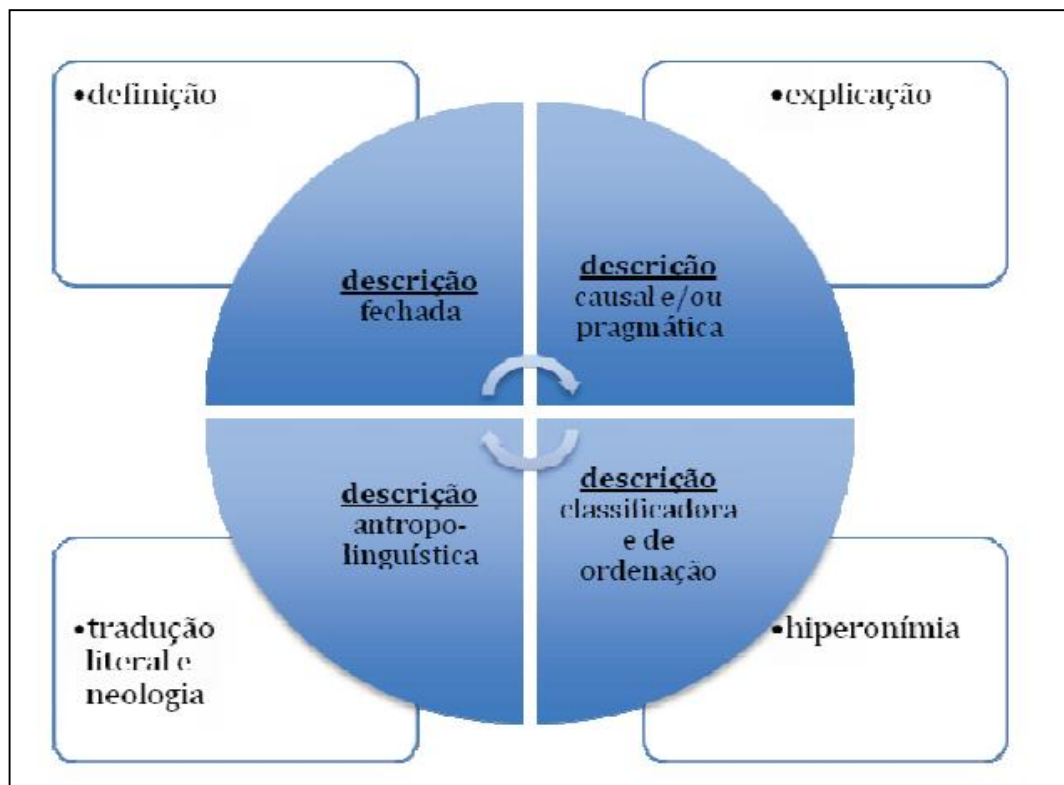 •definição
•explicação
descrição
fechada
descrição
causal e/ou
pragmática
descrição
antropo-
linguística
descrição
classificadora
e de
ordenação
•tradução
literal e
neologia
•hiperonímia